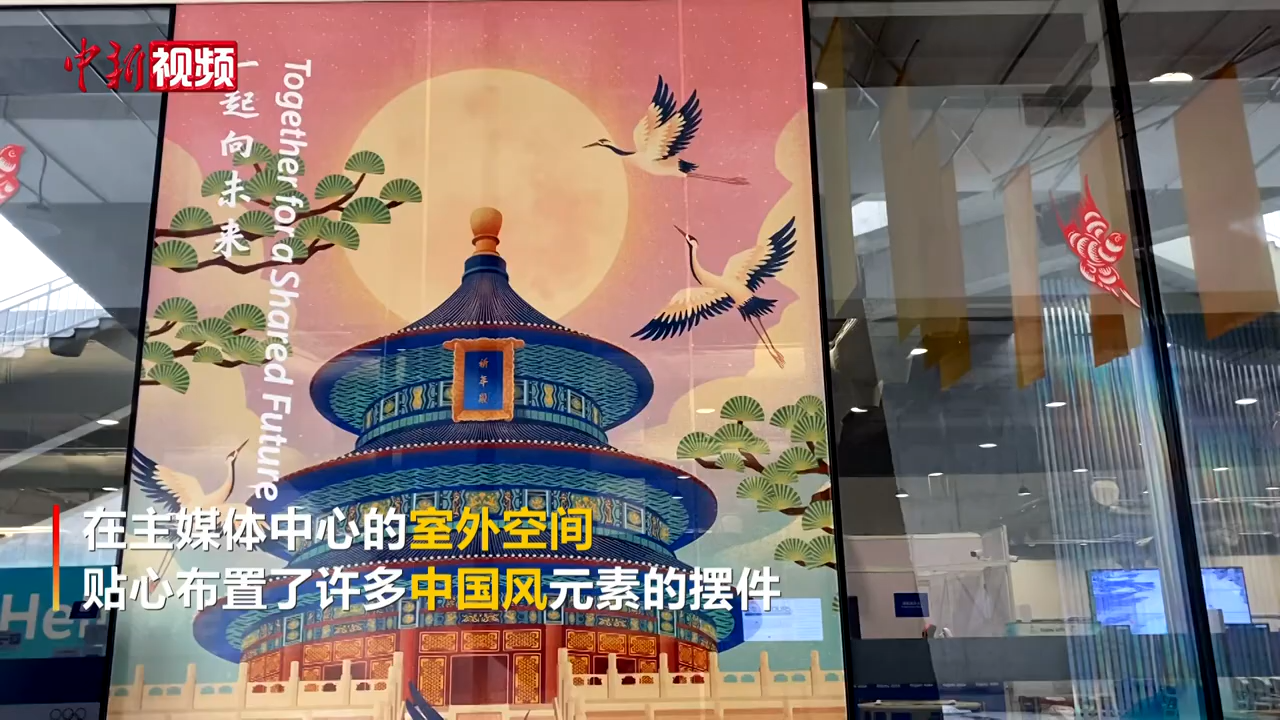 中新视频
一起向未来
Together for a Shared Future
祈年殿
在主媒体中心的室外空间
贴心布置了许多中国风元素的摆件